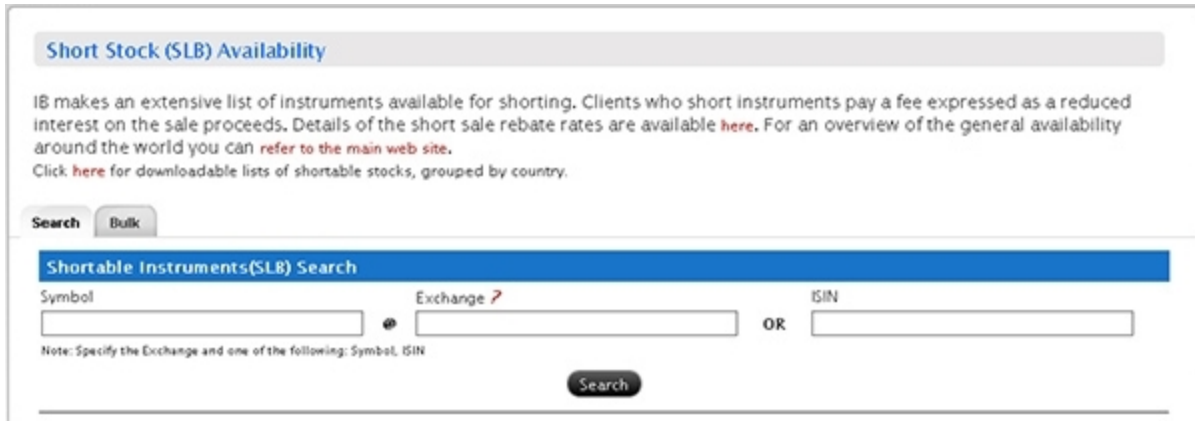 Short Stock (SLB) Availability
IB makes an extensive list of instruments available for shorting. Clients who short instruments pay a fee expressed as a reduced
interest on the sale proceeds. Details of the short sale rebate rates are available here. For an overview of the general availability
around the world you can refer to the main web site.
Click here for downloadable lists of shortable stocks, grouped by country.
Search Bulk
Shortable Instruments(SLB) Search
Symbol Exchange ? ISIN
@ OR
Note: Specify the Exchange and one of the following: Symbol, ISIN
Search